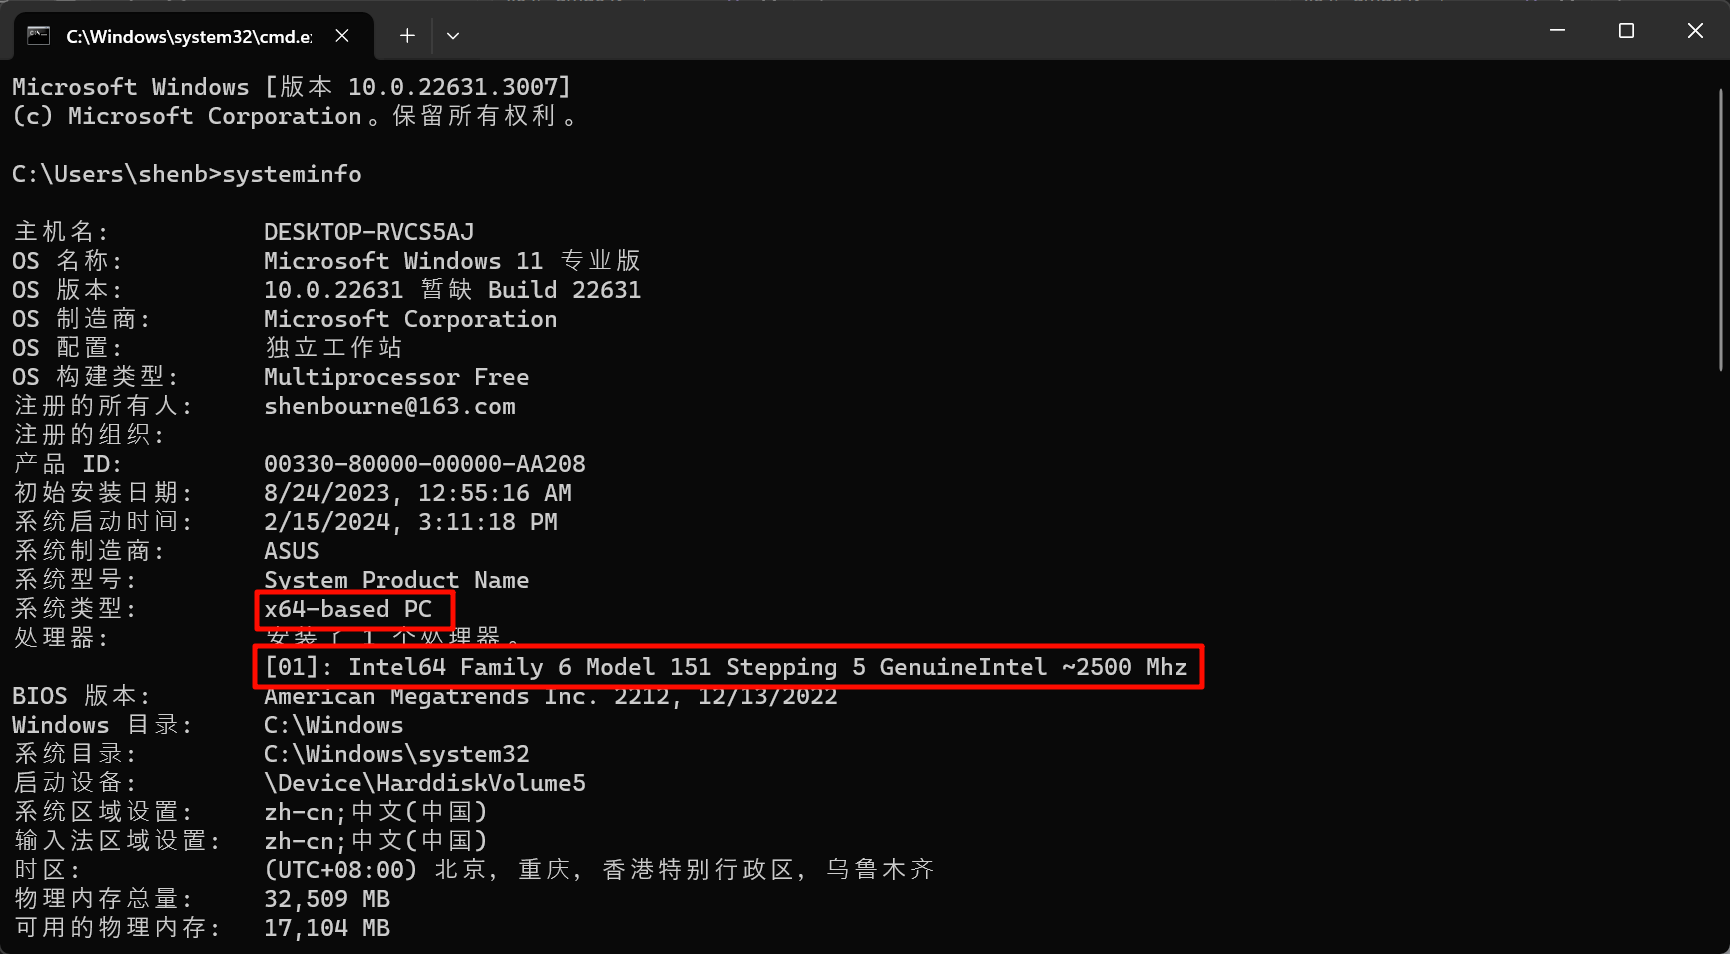 C:\Windows\system32\cmd.e
Microsoft Windows [版本 10.0.22631.3007]
(c) Microsoft Corporation。保留所有权利。
C:\Users\shenb>systeminfo
主机名: DESKTOP-RVCS5AJ
OS 名称: Microsoft Windows 11 专业版
OS 版本: 10.0.22631 暂缺 Build 22631
OS 制造商: Microsoft Corporation
OS 配置: 独立工作站
OS 构建类型: Multiprocessor Free
注册的所有人: shenbourne@163.com
注册的组织:
产品 ID: 00330-80000-00000-AA208
初始安装日期: 8/24/2023, 12:55:16 AM
系统启动时间: 2/15/2024, 3:11:18 PM
系统制造商: ASUS
系统型号: System Product Name
系统类型: x64-based PC
处理器: 安装了 1 个处理器。
[01]: Intel64 Family 6 Model 151 Stepping 5 GenuineIntel ~2500 Mhz
BIOS 版本: American Megatrends Inc. 2212, 12/13/2022
Windows 目录: C:\Windows
系统目录: C:\Windows\system32
启动设备: \Device\HarddiskVolume5
系统区域设置: zh-cn;中文(中国)
输入法区域设置: zh-cn;中文(中国)
时区: (UTC+08:00) 北京, 重庆, 香港特别行政区, 乌鲁木齐
物理内存总量: 32,509 MB
可用的物理内存: 17,104 MB